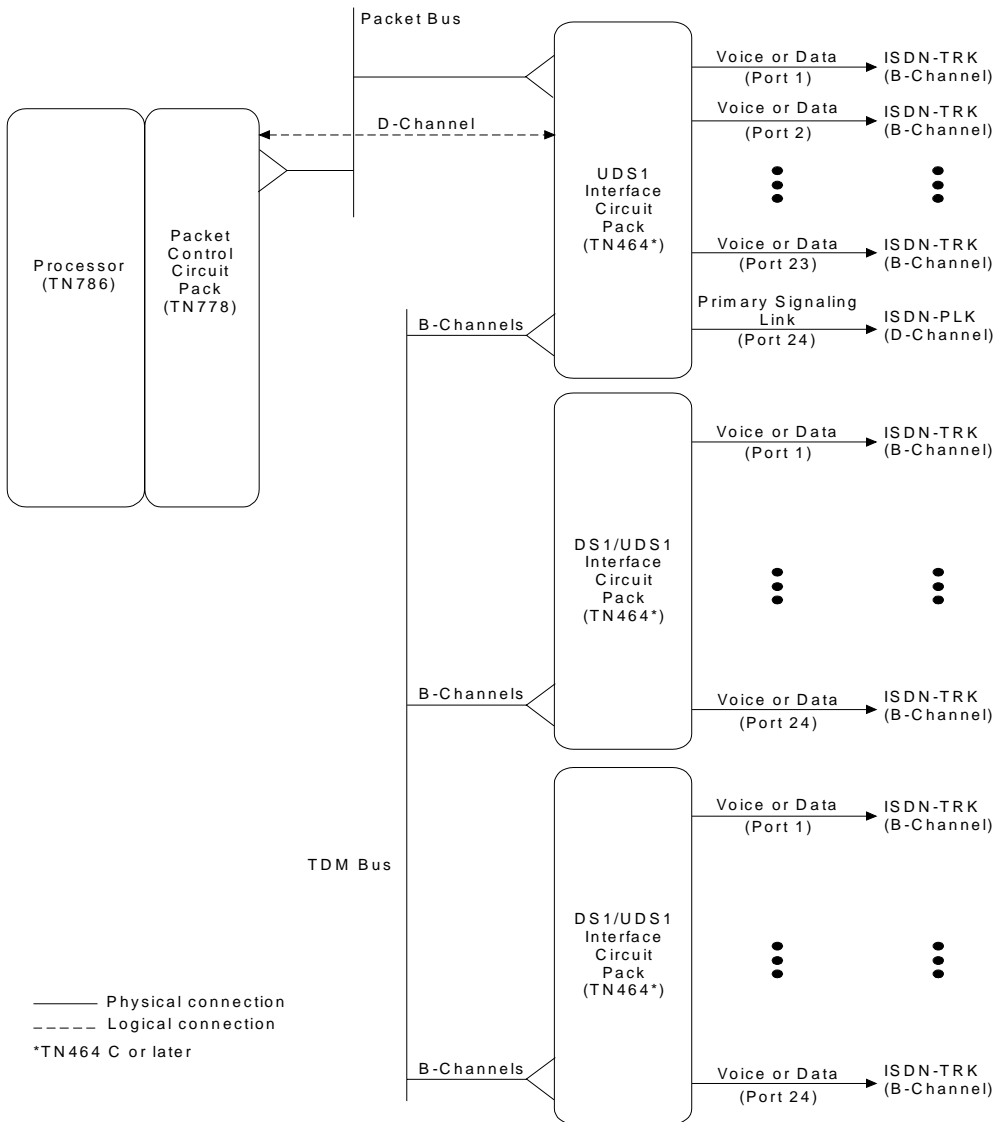 Packet Bus
Voice or Data
(Port 1)
ISDN-TRK
(B-Channel)
Voice or Data
(Port 2)
ISDN-TRK
(B-Channel)
D-Channel
UDS1
Interface
Circuit
Pack
(TN464*)
Processor
(TN786)
Packet
Control
Circuit
Pack
(TN778)
Voice or Data
(Port 23)
ISDN-TRK
(B-Channel)
B-Channels
Primary Signaling
Link
(Port 24)
ISDN-PLK
(D-Channel)
Voice or Data
(Port 1)
ISDN-TRK
(B-Channel)
DS1/UDS1
Interface
Circuit
Pack
(TN464*)
B-Channels
Voice or Data
(Port 24)
ISDN-TRK
(B-Channel)
Voice or Data
(Port 1)
ISDN-TRK
(B-Channel)
TDM Bus
DS1/UDS1
Interface
Circuit
Pack
(TN464*)
Physical connection
Logical connection
*TN464 C or later
B-Channels
Voice or Data
(Port 24)
ISDN-TRK
(B-Channel)